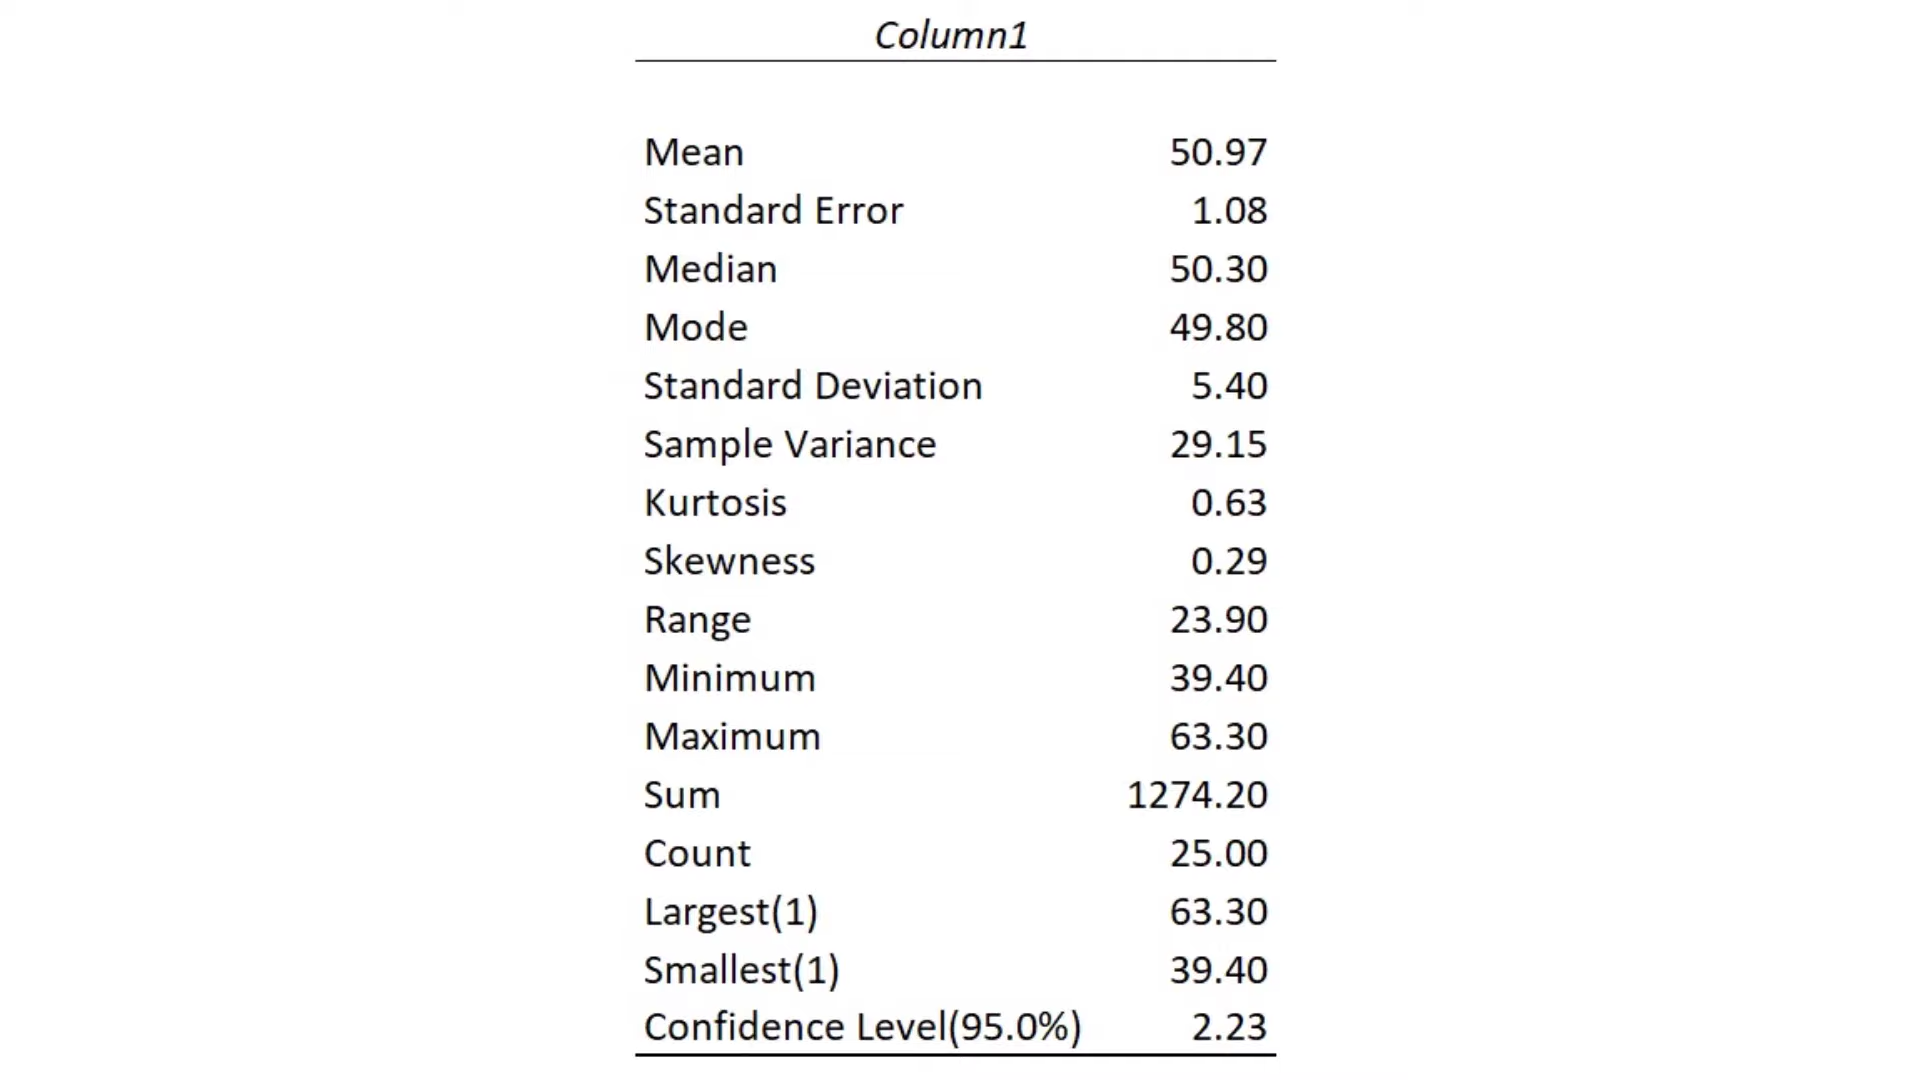 Column1
Mean 50.97
Standard Error 1.08
Median 50.30
Mode 49.80
Standard Deviation 5.40
Sample Variance 29.15
Kurtosis 0.63
Skewness 0.29
Range 23.90
Minimum 39.40
Maximum 63.30
Sum 1274.20
Count 25.00
Largest(1) 63.30
Smallest(1) 39.40
Confidence Level(95.0%) 2.23